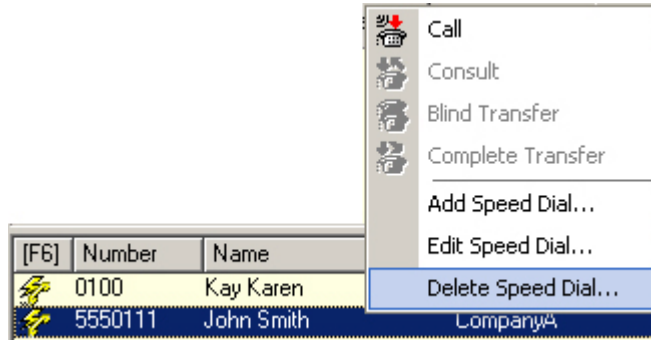 Call
Consult
Blind Transfer
Complete Transfer
Add Speed Dial...
Edit Speed Dial...
Delete Speed Dial...
[F6] Number Name
0100 Kay Karen
5550111 John Smith CompanyA